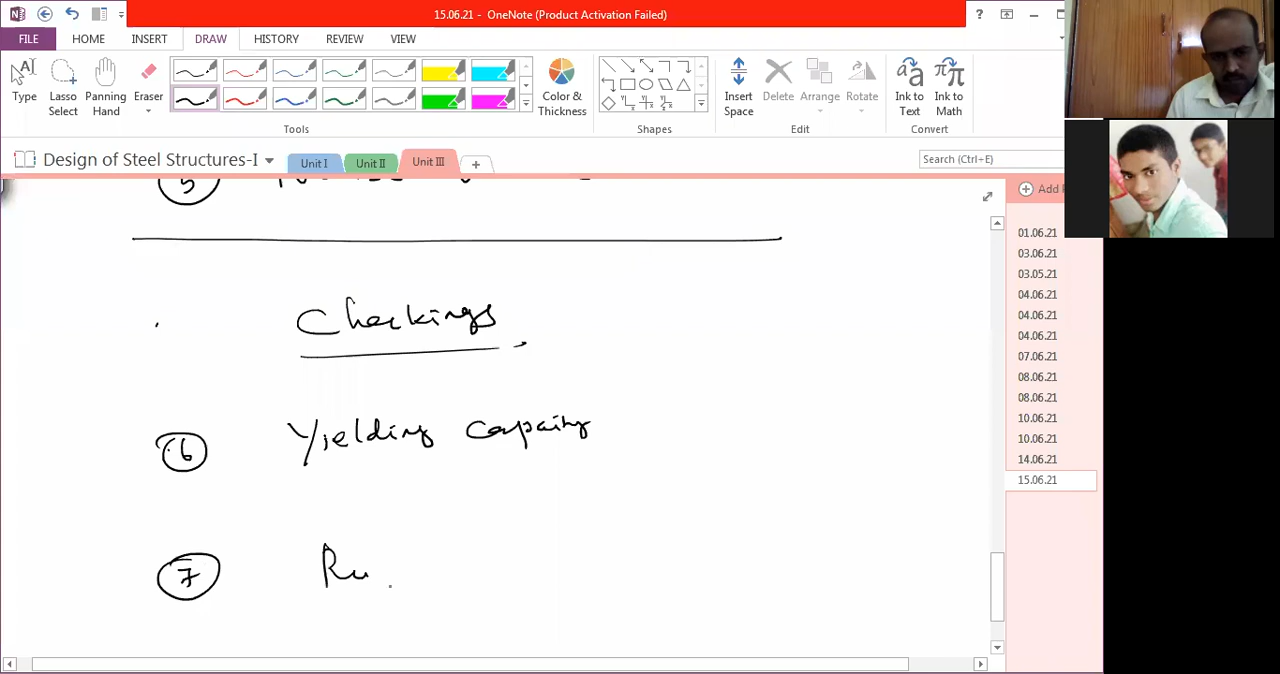 15.06.21 - OneNote (Product Activation Failed)
FILE HOME INSERT DRAW HISTORY REVIEW VIEW
Type Lasso Select Panning Hand Eraser Color & Thickness Insert Space Delete Arrange Rotate Ink to Text Ink to Math
Tools Shapes Edit Convert
Design of Steel Structures-I Unit I Unit II Unit III Search (Ctrl+E)
Add
5
01.06.21
03.06.21
03.05.21
04.06.21
04.06.21
04.06.21
07.06.21
08.06.21
08.06.21
10.06.21
10.06.21
14.06.21
15.06.21
Checkings
6 Yielding capacity
7 Ru